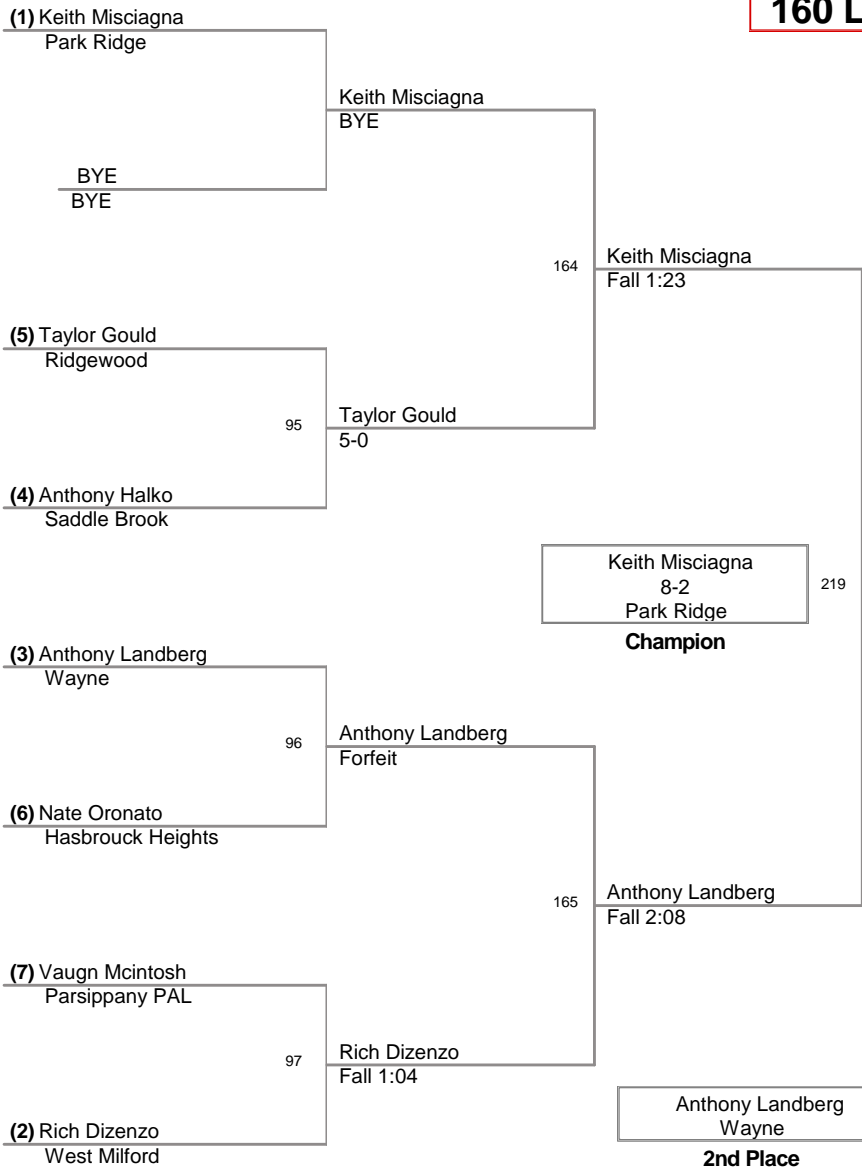 160 L
(1) Keith Misciagna
Park Ridge
Keith Misciagna
BYE
BYE
BYE
164
Keith Misciagna
Fall 1:23
(5) Taylor Gould
Ridgewood
95
Taylor Gould
5-0
(4) Anthony Halko
Saddle Brook
Keith Misciagna
8-2
Park Ridge
219
Champion
(3) Anthony Landberg
Wayne
96
Anthony Landberg
Forfeit
(6) Nate Oronato
Hasbrouck Heights
165
Anthony Landberg
Fall 2:08
(7) Vaugn Mcintosh
Parsippany PAL
97
Rich Dizenzo
Fall 1:04
(2) Rich Dizenzo
West Milford
Anthony Landberg
Wayne
2nd Place